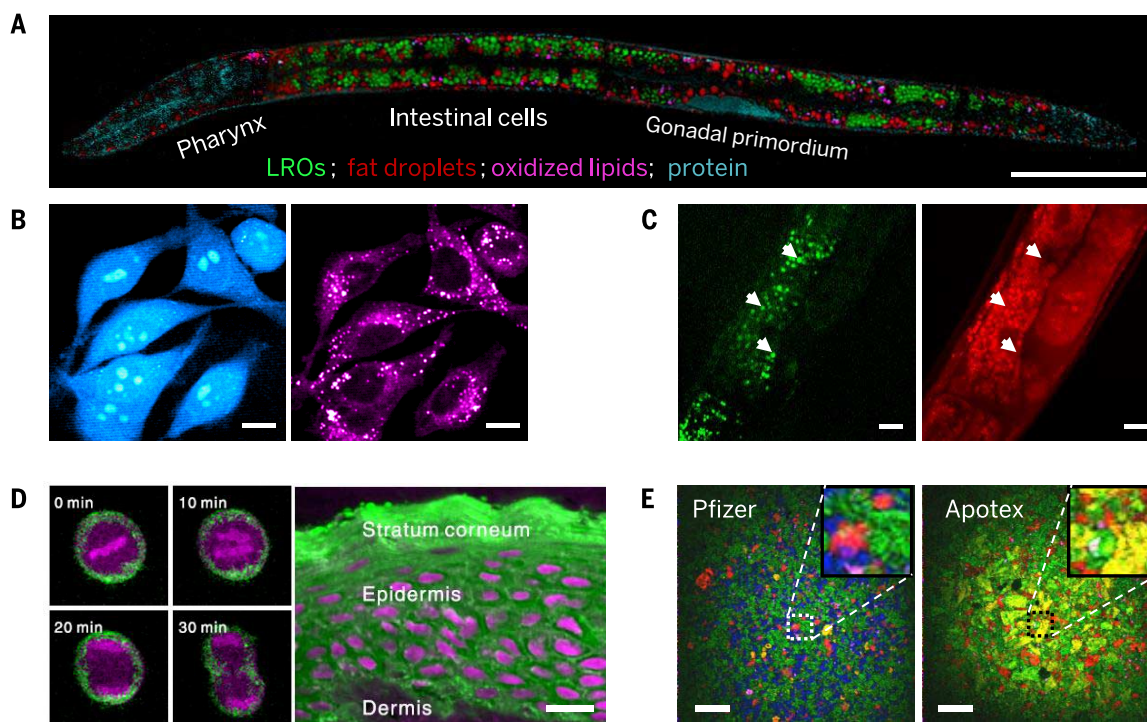 A
Pharynx
Intestinal cells
Gonadal primordium
LROs; fat droplets; oxidized lipids; protein
B
C
D
0 min
10 min
20 min
30 min
Stratum corneum
Epidermis
Dermis
E
Pfizer
Apotex